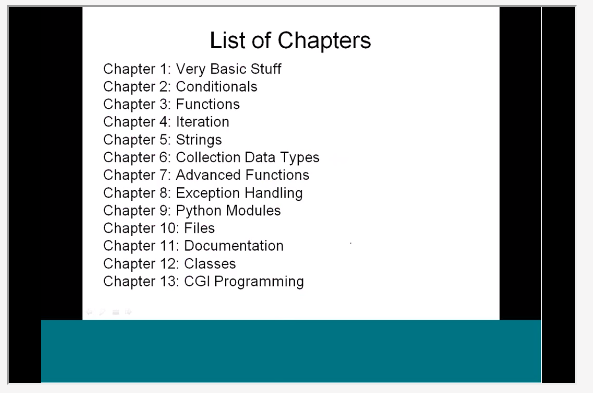 List of Chapters
Chapter 1: Very Basic Stuff
Chapter 2: Conditionals
Chapter 3: Functions
Chapter 4: Iteration
Chapter 5: Strings
Chapter 6: Collection Data Types
Chapter 7: Advanced Functions
Chapter 8: Exception Handling
Chapter 9: Python Modules
Chapter 10: Files
Chapter 11: Documentation
Chapter 12: Classes
Chapter 13: CGI Programming